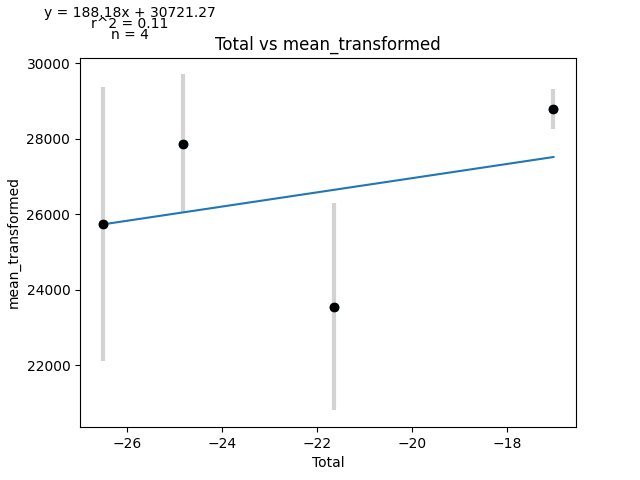 y = 188.18x + 30721.27
r^2 = 0.11
n = 4
Total vs mean_transformed
30000
28000
26000
24000
22000
mean_transformed
−26
−24
−22
−20
−18
Total